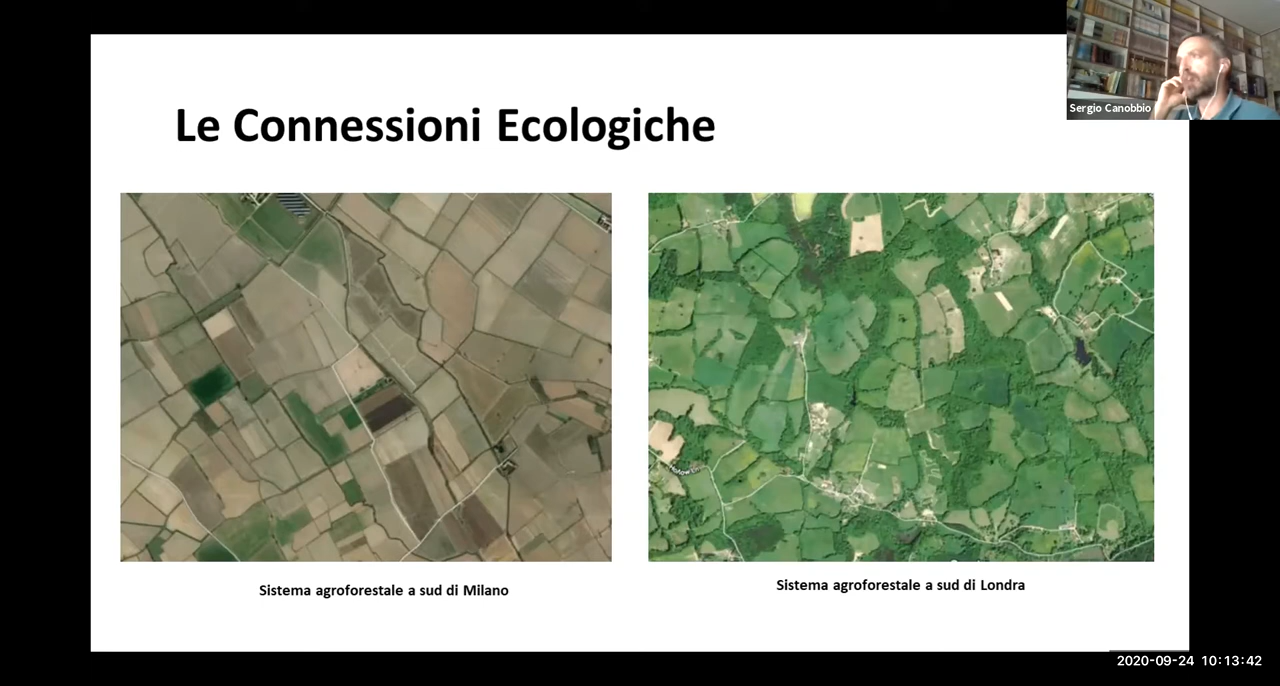 Sergio Canobbio
Le Connessioni Ecologiche
Sistema agroforestale a sud di Milano
Sistema agroforestale a sud di Londra
2020-09-24 10:13:42